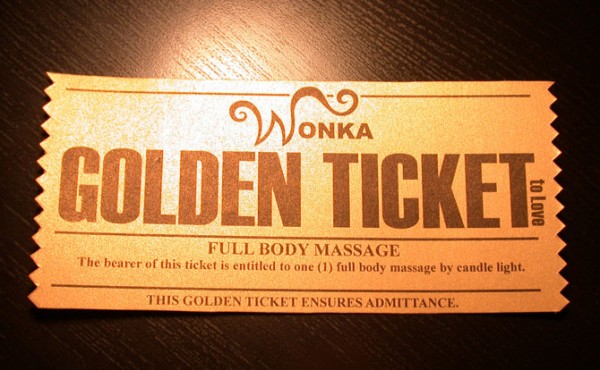 WONKA
GOLDEN TICKET
to Love
FULL BODY MASSAGE
The bearer of this ticket is entitled to one (1) full body massage by candle light.
THIS GOLDEN TICKET ENSURES ADMITTANCE.